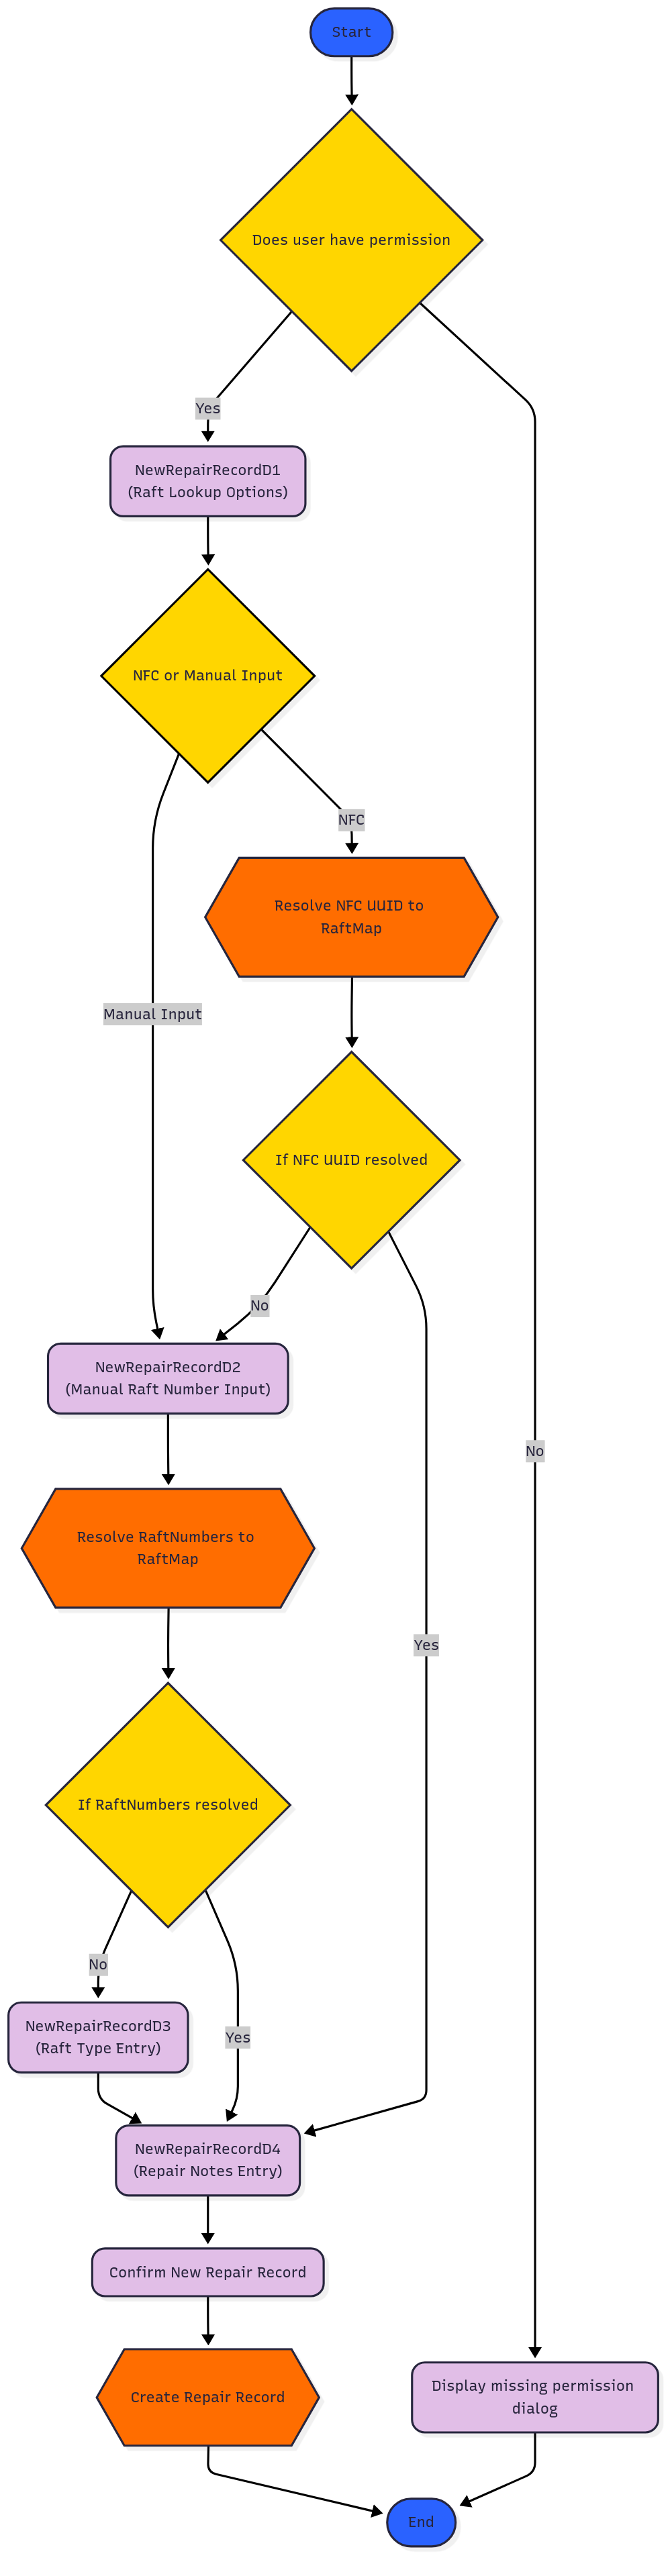 Start
Does user have permission
Yes
NewRepairRecordD1
(Raft Lookup Options)
NFC or Manual Input
NFC
Resolve NFC UUID to
RaftMap
Manual Input
If NFC UUID resolved
No
NewRepairRecordD2
(Manual Raft Number Input)
No
Resolve RaftNumbers to
RaftMap
Yes
If RaftNumbers resolved
No
NewRepairRecordD3
(Raft Type Entry)
Yes
NewRepairRecordD4
(Repair Notes Entry)
Confirm New Repair Record
Create Repair Record
Display missing permission
dialog
End